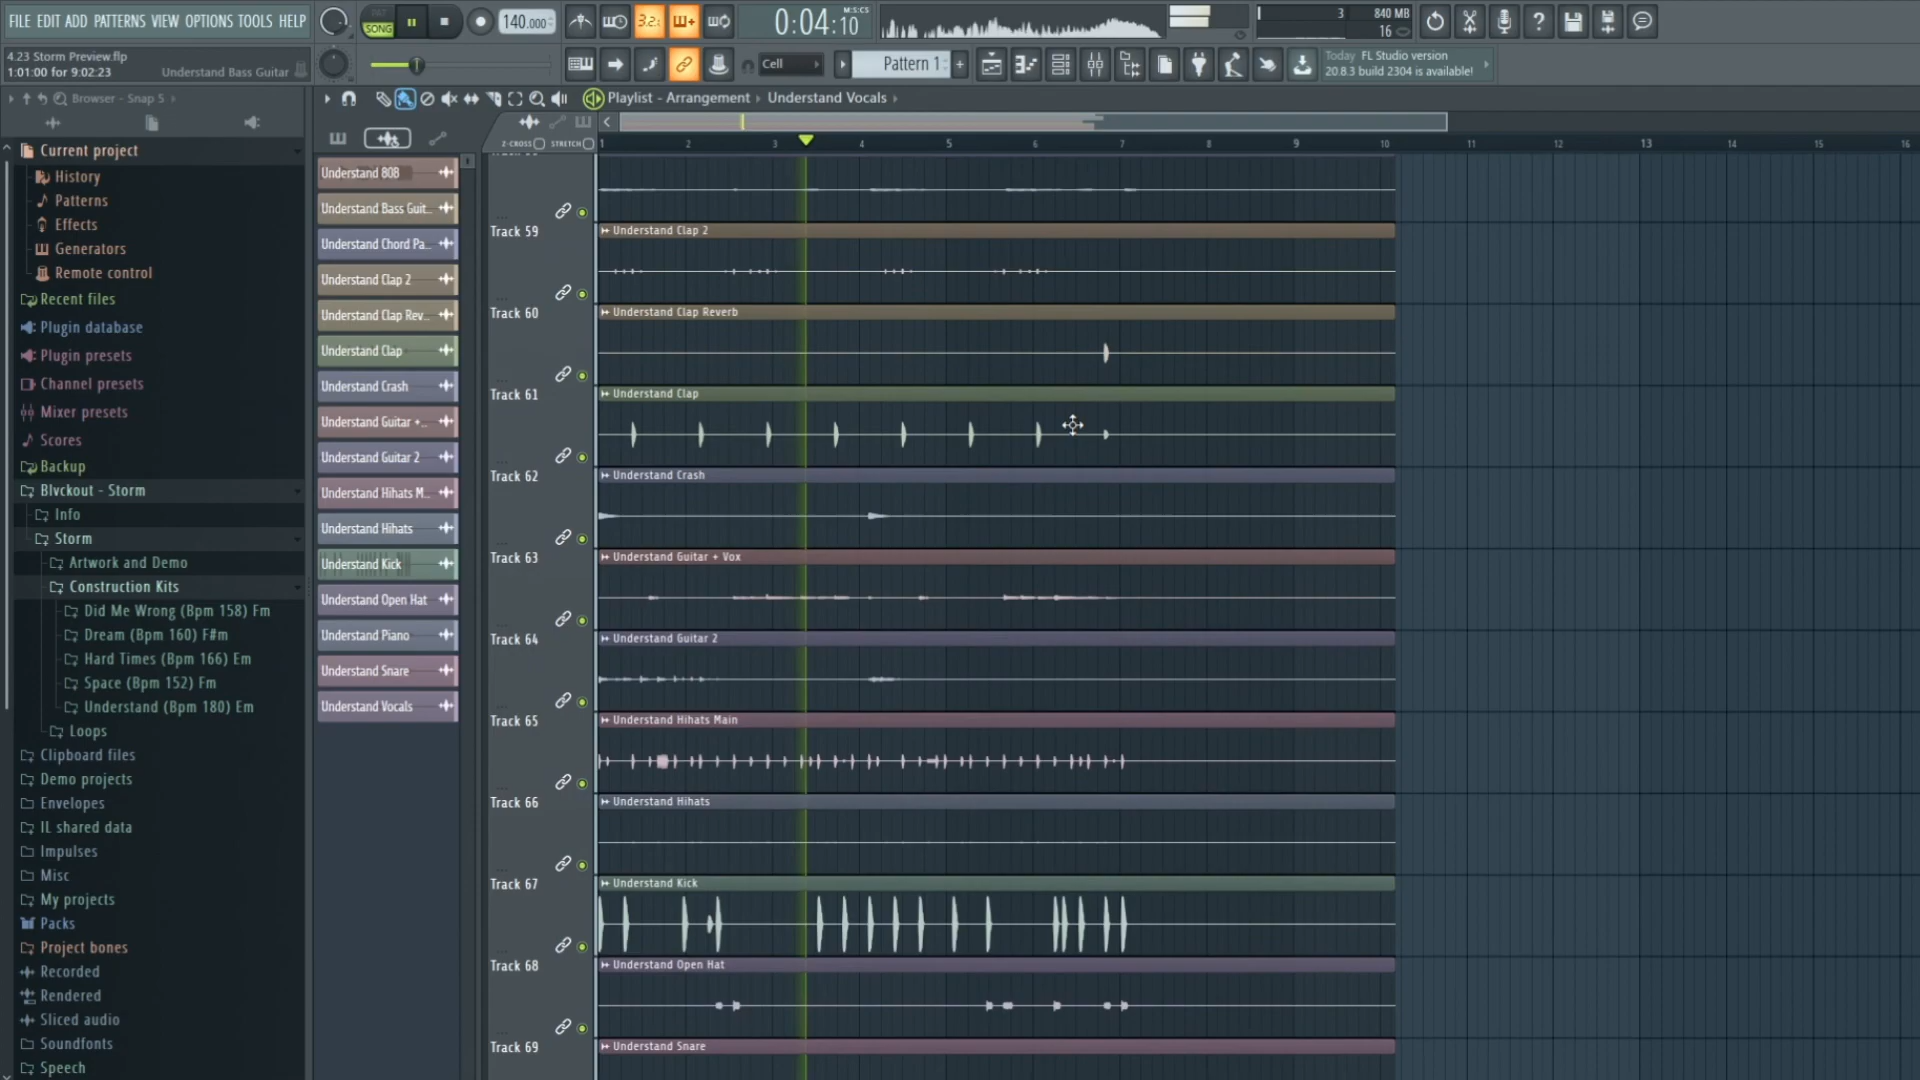 FILE EDIT ADD PATTERNS VIEW OPTIONS TOOLS HELP
PAT
SONG
140.000
3.2
0:04:10
M:S:CS
3
840 MB
16
4.23 Storm Preview.flp
1:01:00 for 9:02:23
Understand Bass Guitar
Cell
Pattern 1
+
Today FL Studio version
20.8.3 build 2304 is available!
Browser - Snap 5
Playlist - Arrangement
Understand Vocals
Z-CROSS
STRETCH
1 2 3 4 5 6 7 8 9 10 11 12 13 14 15 16
Current project
History
Patterns
Effects
Generators
Remote control
Recent files
Plugin database
Plugin presets
Channel presets
Mixer presets
Scores
Backup
Blvckout - Storm
Info
Storm
Artwork and Demo
Construction Kits
Did Me Wrong (Bpm 158) Fm
Dream (Bpm 160) F#m
Hard Times (Bpm 166) Em
Space (Bpm 152) Fm
Understand (Bpm 180) Em
Loops
Clipboard files
Demo projects
Envelopes
IL shared data
Impulses
Misc
My projects
Packs
Project bones
Recorded
Rendered
Sliced audio
Soundfonts
Speech
Understand 808
Understand Bass Guit..
Understand Chord Pa..
Understand Clap 2
Understand Clap Rev..
Understand Clap
Understand Crash
Understand Guitar +..
Understand Guitar 2
Understand Hihats M..
Understand Hihats
Understand Kick
Understand Open Hat
Understand Piano
Understand Snare
Understand Vocals
Track 59
Understand Clap 2
Track 60
Understand Clap Reverb
Track 61
Understand Clap
Track 62
Understand Crash
Track 63
Understand Guitar + Vox
Track 64
Understand Guitar 2
Track 65
Understand Hihats Main
Track 66
Understand Hihats
Track 67
Understand Kick
Track 68
Understand Open Hat
Track 69
Understand Snare